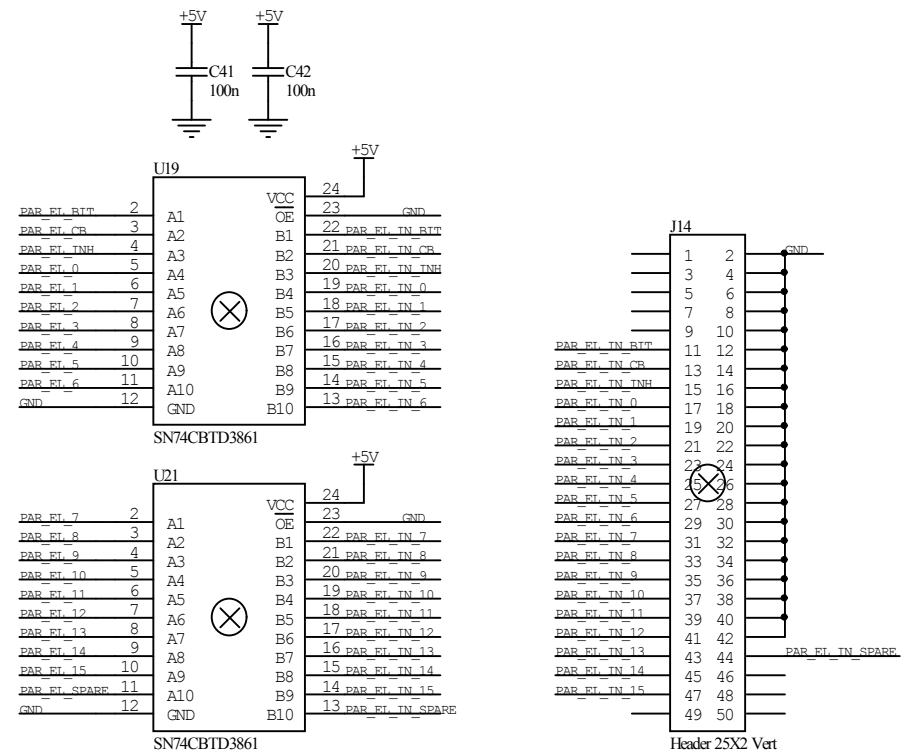 +5V +5V
C41 C42
100n 100n
+5V
U19
VCC 24
PAR_EL_BIT 2 A1 OE 23 GND
PAR_EL_CB 3 A2 B1 22 PAR_EL_IN_BIT
PAR_EL_INH 4 A3 B2 21 PAR_EL_IN_CB
PAR_EL_0 5 A4 B3 20 PAR_EL_IN_INH
PAR_EL_1 6 A5 B4 19 PAR_EL_IN_0
PAR_EL_2 7 A6 B5 18 PAR_EL_IN_1
PAR_EL_3 8 A7 B6 17 PAR_EL_IN_2
PAR_EL_4 9 A8 B7 16 PAR_EL_IN_3
PAR_EL_5 10 A9 B8 15 PAR_EL_IN_4
PAR_EL_6 11 A10 B9 14 PAR_EL_IN_5
GND 12 GND B10 13 PAR_EL_IN_6
SN74CBTD3861
+5V
U21
VCC 24
PAR_EL_7 2 A1 OE 23 GND
PAR_EL_8 3 A2 B1 22 PAR_EL_IN_7
PAR_EL_9 4 A3 B2 21 PAR_EL_IN_8
PAR_EL_10 5 A4 B3 20 PAR_EL_IN_9
PAR_EL_11 6 A5 B4 19 PAR_EL_IN_10
PAR_EL_12 7 A6 B5 18 PAR_EL_IN_11
PAR_EL_13 8 A7 B6 17 PAR_EL_IN_12
PAR_EL_14 9 A8 B7 16 PAR_EL_IN_13
PAR_EL_15 10 A9 B8 15 PAR_EL_IN_14
PAR_EL_SPARE 11 A10 B9 14 PAR_EL_IN_15
GND 12 GND B10 13 PAR_EL_IN_SPARE
SN74CBTD3861
J14
1 2 GND
3 4
5 6
7 8
9 10
PAR_EL_IN_BIT 11 12
PAR_EL_IN_CB 13 14
PAR_EL_IN_INH 15 16
PAR_EL_IN_0 17 18
PAR_EL_IN_1 19 20
PAR_EL_IN_2 21 22
PAR_EL_IN_3 23 24
PAR_EL_IN_4 25 26
PAR_EL_IN_5 27 28
PAR_EL_IN_6 29 30
PAR_EL_IN_7 31 32
PAR_EL_IN_8 33 34
PAR_EL_IN_9 35 36
PAR_EL_IN_10 37 38
PAR_EL_IN_11 39 40
PAR_EL_IN_12 41 42
PAR_EL_IN_13 43 44 PAR_EL_IN_SPARE
PAR_EL_IN_14 45 46
PAR_EL_IN_15 47 48
49 50
Header 25X2 Vert